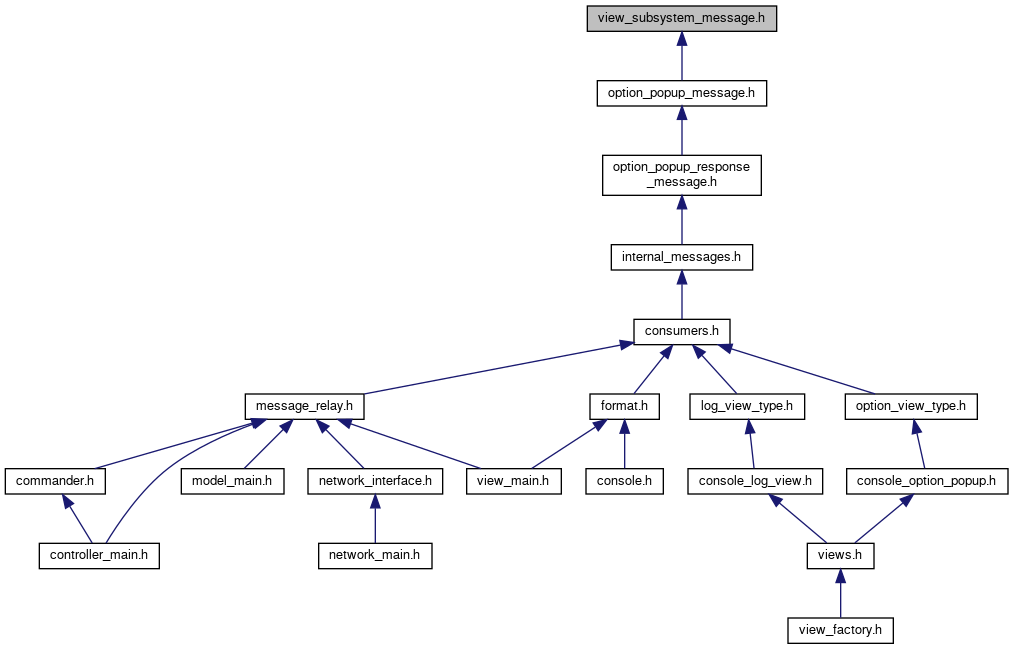 view_subsystem_message.h
option_popup_message.h
option_popup_response
_message.h
internal_messages.h
consumers.h
message_relay.h
format.h
log_view_type.h
option_view_type.h
commander.h
model_main.h
network_interface.h
view_main.h
console.h
console_log_view.h
console_option_popup.h
controller_main.h
network_main.h
views.h
view_factory.h